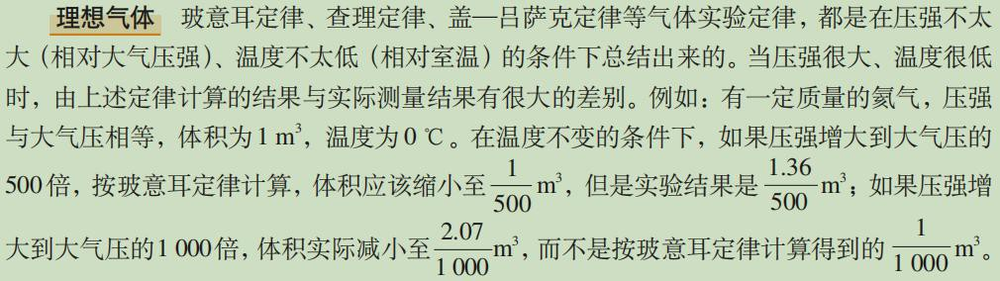 理想气体 玻意耳定律、查理定律、盖—吕萨克定律等气体实验定律，都是在压强不太
大（相对大气压强）、温度不太低（相对室温）的条件下总结出来的。当压强很大、温度很低
时，由上述定律计算的结果与实际测量结果有很大的差别。例如：有一定质量的氦气，压强
与大气压相等，体积为 1 m³，温度为 0 ℃。在温度不变的条件下，如果压强增大到大气压的
500 倍，按玻意耳定律计算，体积应该缩小至 1/500 m³，但是实验结果是 1.36/500 m³；如果压强增
大到大气压的 1 000 倍，体积实际减小至 2.07/1 000 m³，而不是按玻意耳定律计算得到的 1/1 000 m³。